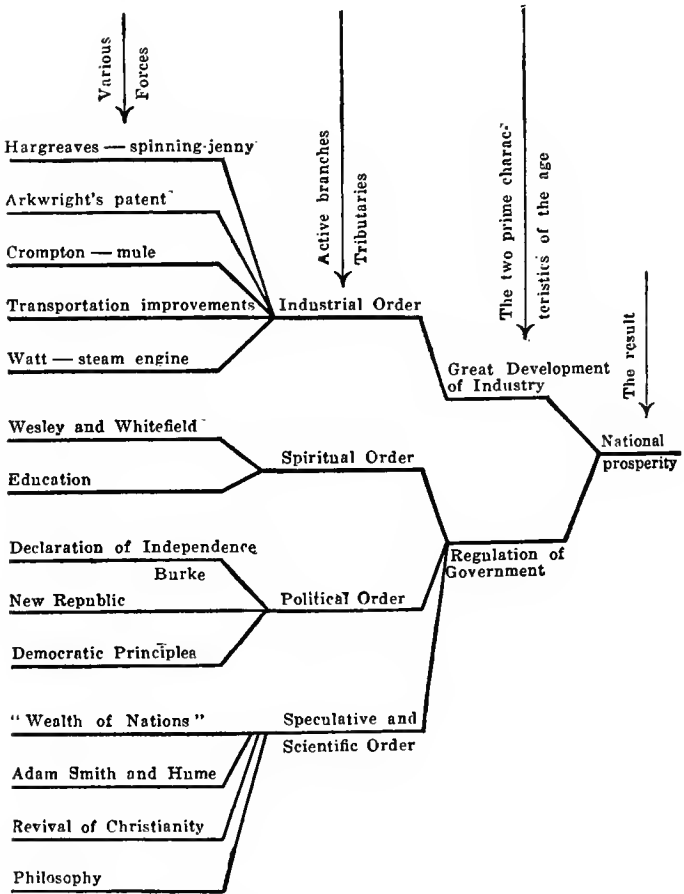 Various
Forces
Active branches
Tributaries
The two prime charac-
teristics of the age
The result
Hargreaves — spinning-jenny
Arkwright's patent
Crompton — mule
Transportation improvements
Watt — steam engine
Wesley and Whitefield
Education
Declaration of Independence
Burke
New Republic
Democratic Principlea
"Wealth of Nations"
Adam Smith and Hume
Revival of Christianity
Philosophy
Industrial Order
Spiritual Order
Political Order
Speculative and
Scientific Order
Great Development
of Industry
Regulation of
Government
National
prosperity